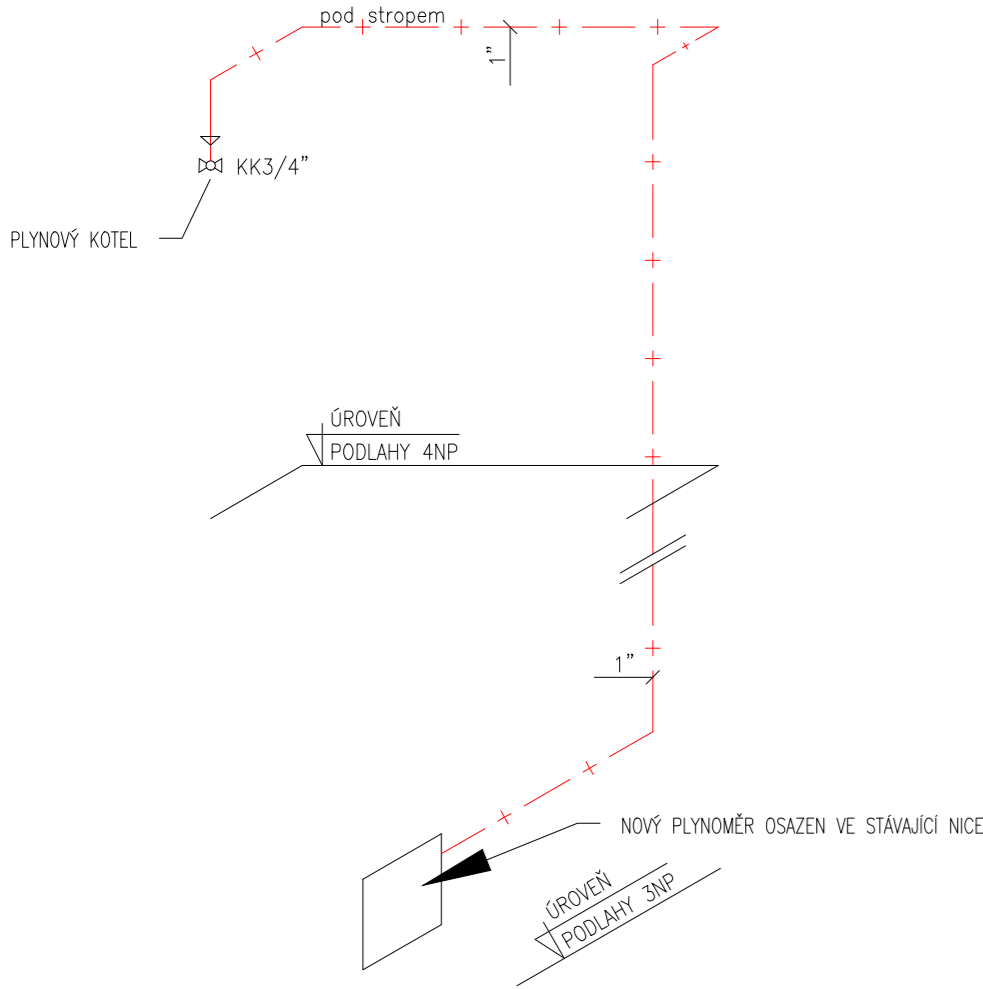 pod stropem
1"
KK3/4"
PLYNOVÝ KOTEL
ÚROVEŇ
PODLAHY 4NP
1"
NOVÝ PLYNOMĚR OSAZEN VE STÁVAJÍCÍ NICE
ÚROVEŇ
PODLAHY 3NP